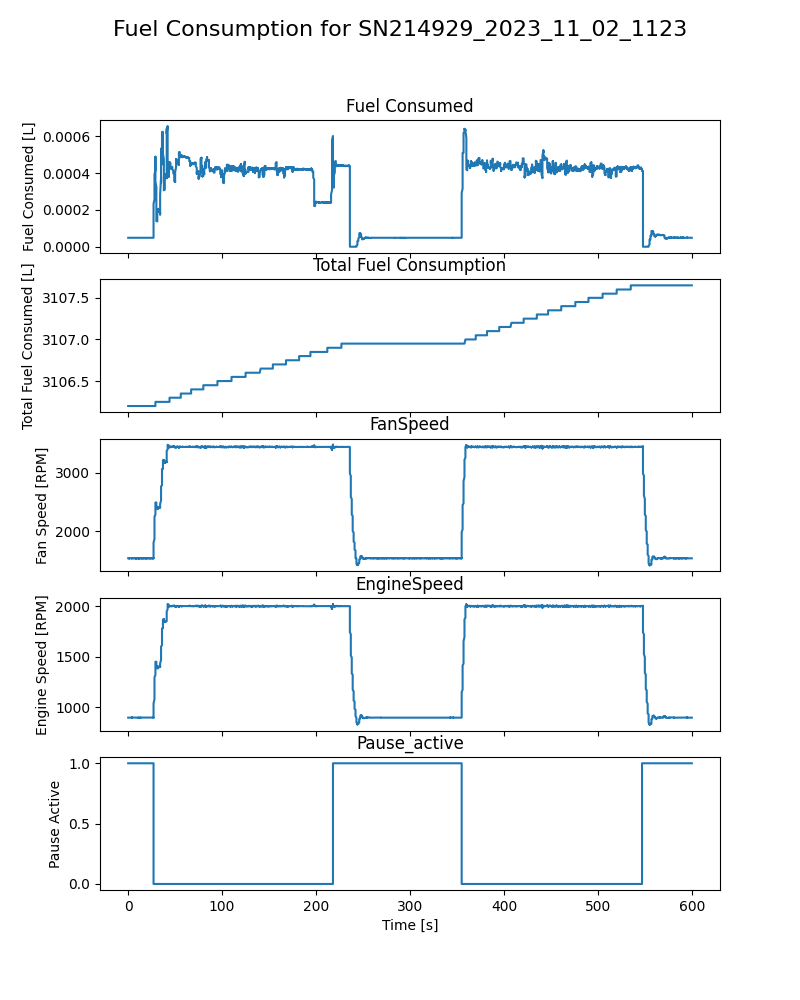 Fuel Consumption for SN214929_2023_11_02_1123
Fuel Consumed
Fuel Consumed [L]
0.0006
0.0004
0.0002
0.0000
Total Fuel Consumption
Total Fuel Consumed [L]
3107.5
3107.0
3106.5
FanSpeed
Fan Speed [RPM]
3000
2000
EngineSpeed
Engine Speed [RPM]
2000
1500
1000
Pause_active
Pause Active
1.0
0.5
0.0
0 100 200 300 400 500 600
Time [s]